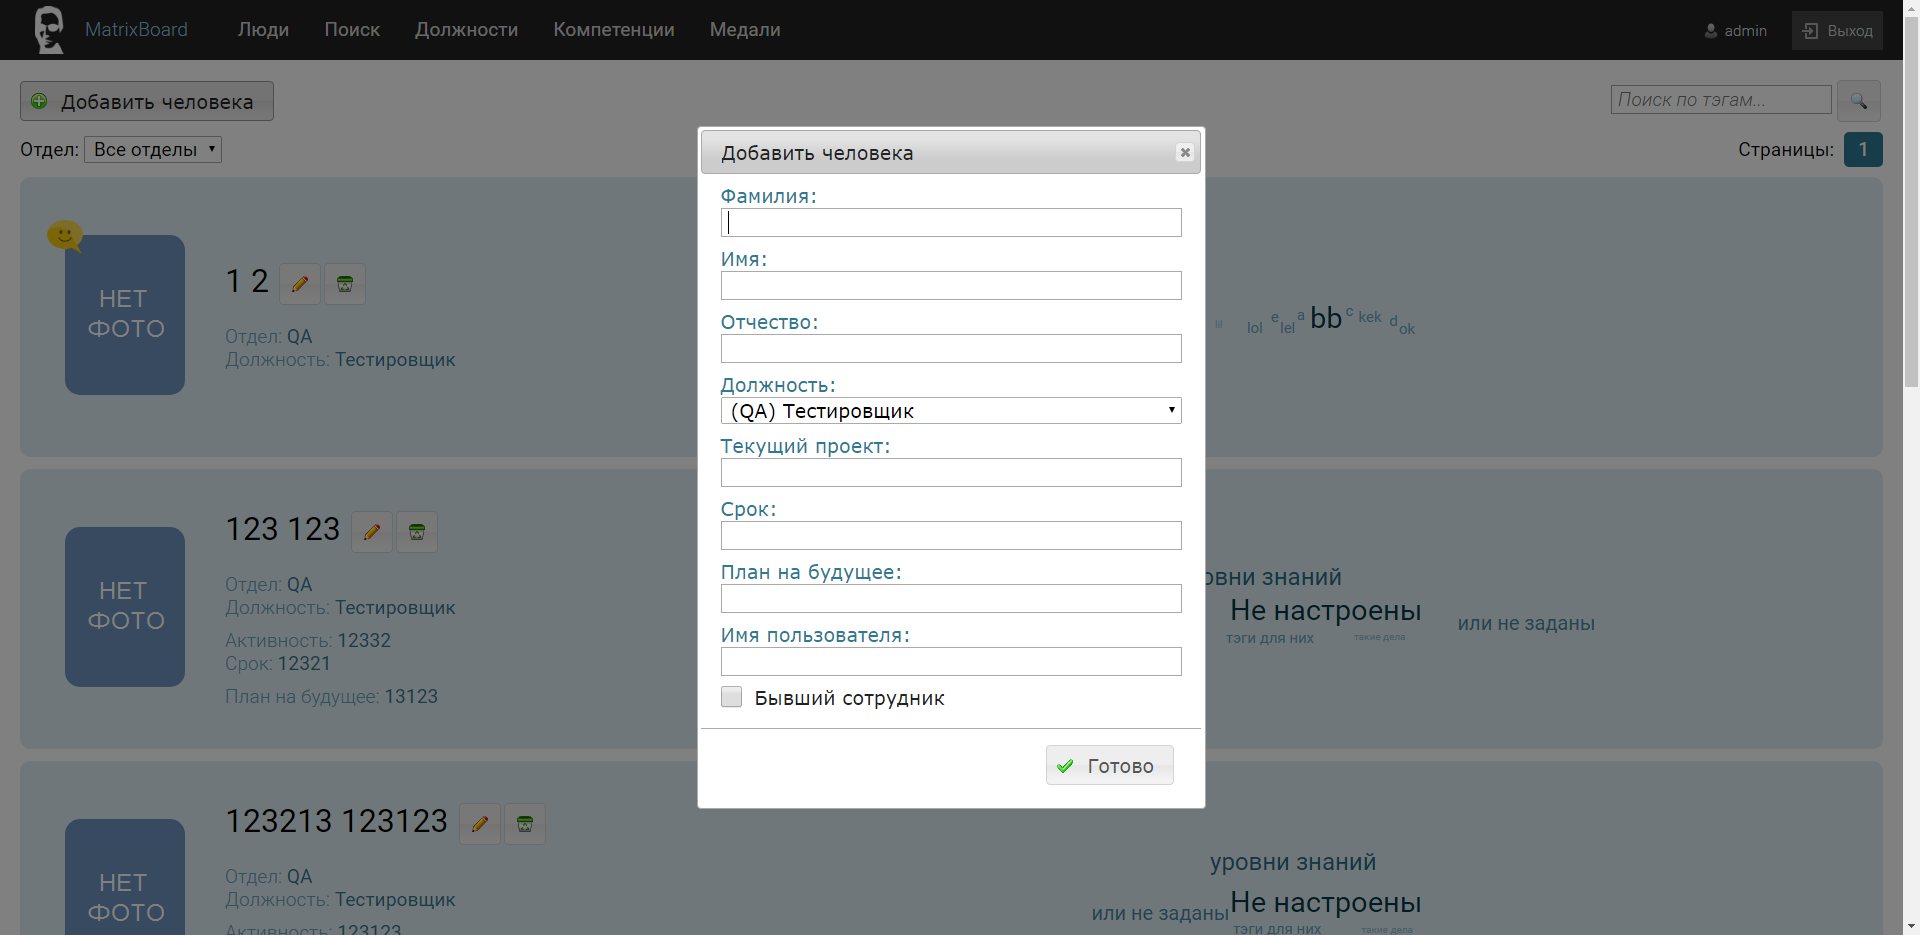 MatrixBoard Люди Поиск Должности Компетенции Медали admin Выход
Добавить человека Поиск по тэгам...
Отдел: Все отделы Страницы: 1
НЕТ
ФОТО
1 2
Отдел: QA
Должность: Тестировщик
lil lol e lel a bb c kek d ok
НЕТ
ФОТО
123 123
Отдел: QA
Должность: Тестировщик
Активность: 12332
Срок: 12321
План на будущее: 13123
овни знаний
Не настроены
или не заданы
тэги для них такие дела
НЕТ
ФОТО
123213 123123
Отдел: QA
Должность: Тестировщик
Активность: 123123
уровни знаний
или не заданы Не настроены
тэги для них такие дела
Добавить человека
Фамилия:
Имя:
Отчество:
Должность:
(QA) Тестировщик
Текущий проект:
Срок:
План на будущее:
Имя пользователя:
Бывший сотрудник
Готово